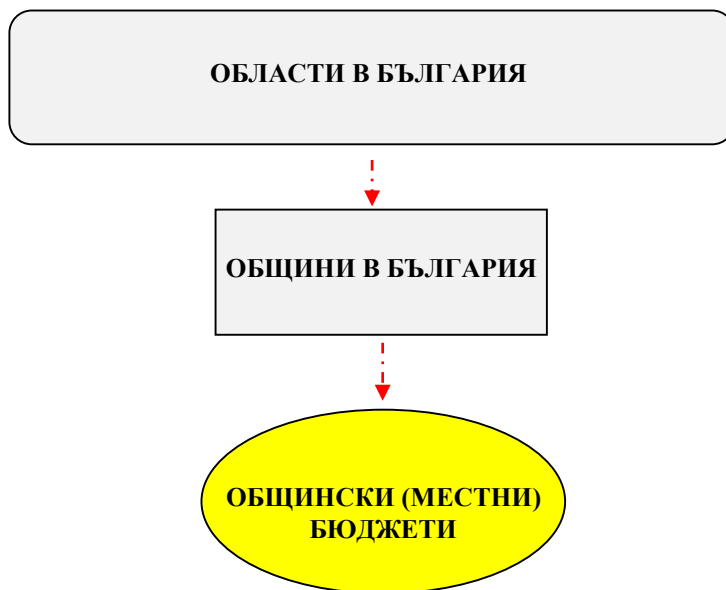 ОБЛАСТИ В БЪЛГАРИЯ
ОБЩИНИ В БЪЛГАРИЯ
ОБЩИНСКИ (МЕСТНИ)
БЮДЖЕТИ